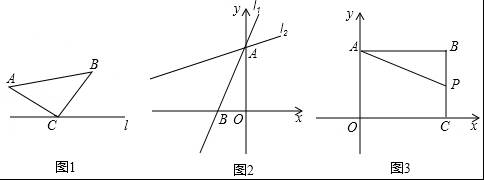 A B C l
图1
y l₁ l₂ A B O x
图2
y A B P O C x
图3